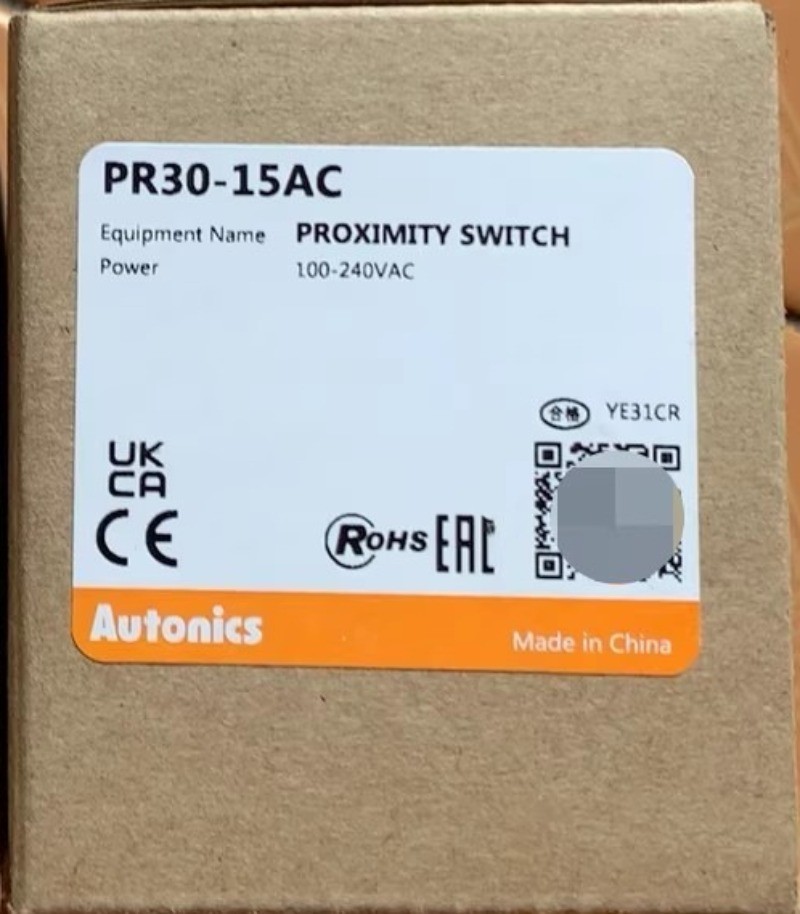 PR30-15AC
Equipment Name PROXIMITY SWITCH
Power 100-240VAC
合格 YE31CR
UK
CA
CE
RoHS EAC
Autonics
Made in China